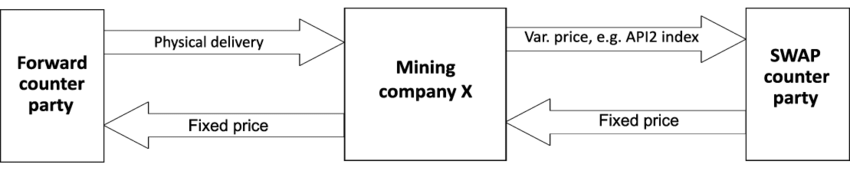 Forward
counter
party
Physical delivery
Fixed price
Mining
company X
Var. price, e.g. API2 index
Fixed price
SWAP
counter
party